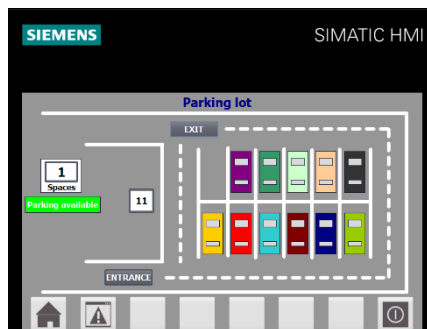 SIEMENS
SIMATIC HMI
Parking lot
EXIT
1
Spaces
Parking available
11
ENTRANCE